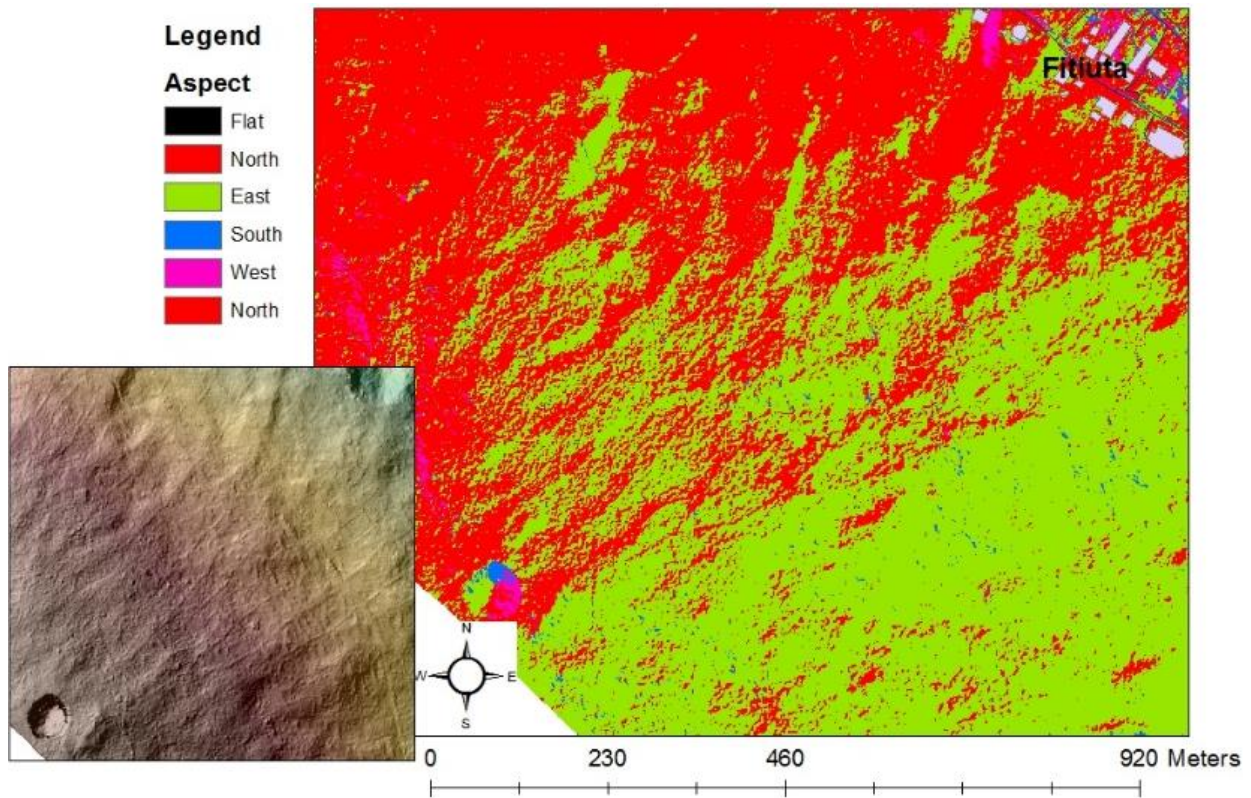 Legend
Aspect
Flat
North
East
South
West
North
Fitiuta
N
W E
S
0 230 460 920 Meters